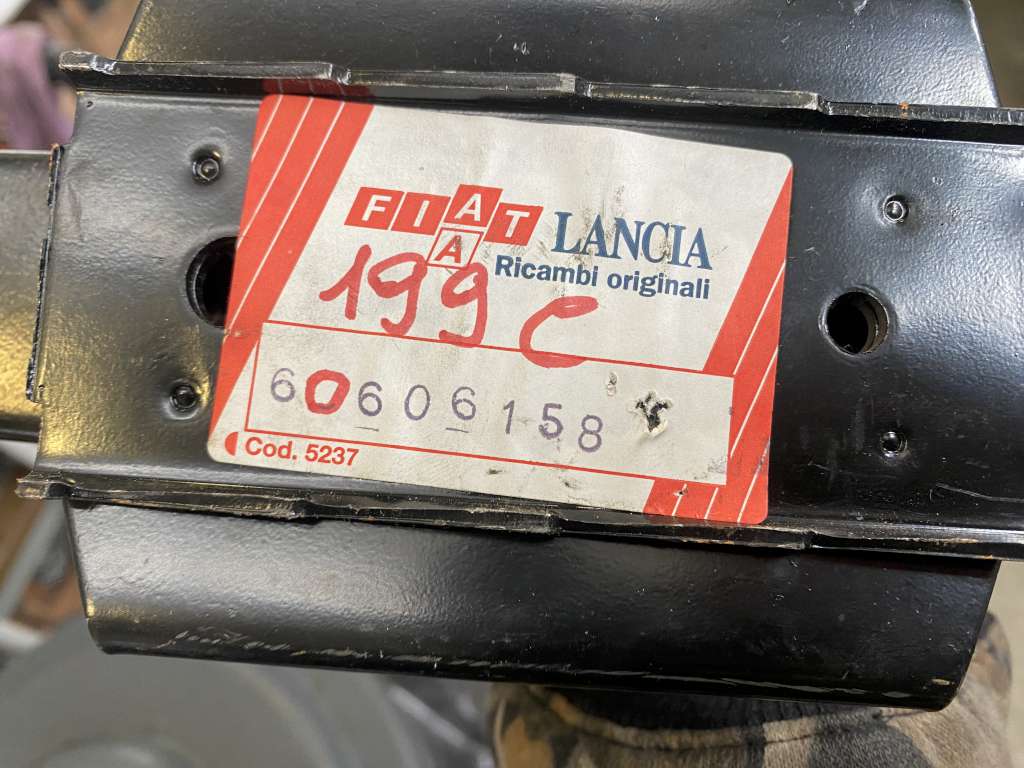 FIAT LANCIA
A
Ricambi originali
199 C
60606158
Cod. 5237